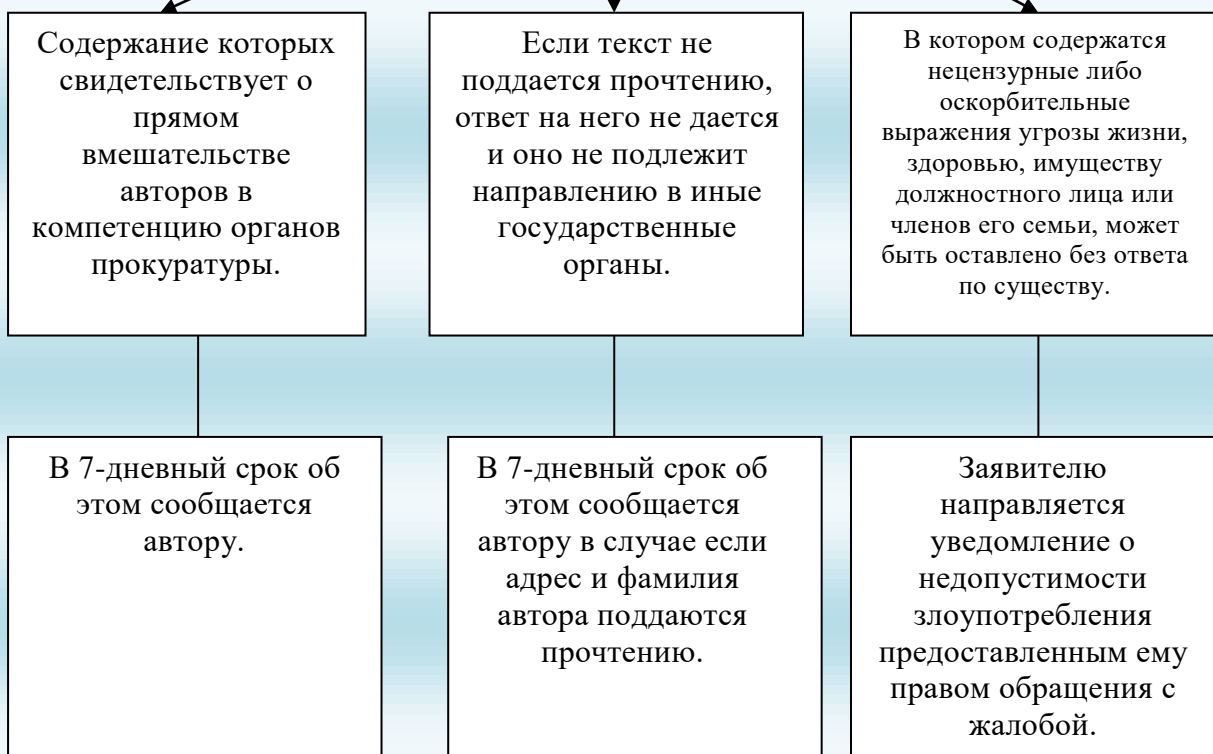 Содержание которых
свидетельствует о
прямом
вмешательстве
авторов в
компетенцию органов
прокуратуры.
Если текст не
поддается прочтению,
ответ на него не дается
и оно не подлежит
направлению в иные
государственные
органы.
В котором содержатся
нецензурные либо
оскорбительные
выражения угрозы жизни,
здоровью, имуществу
должностного лица или
членов его семьи, может
быть оставлено без ответа
по существу.
В 7-дневный срок об
этом сообщается
автору.
В 7-дневный срок об
этом сообщается
автору в случае если
адрес и фамилия
автора поддаются
прочтению.
Заявителю
направляется
уведомление о
недопустимости
злоупотребления
предоставленным ему
правом обращения с
жалобой.